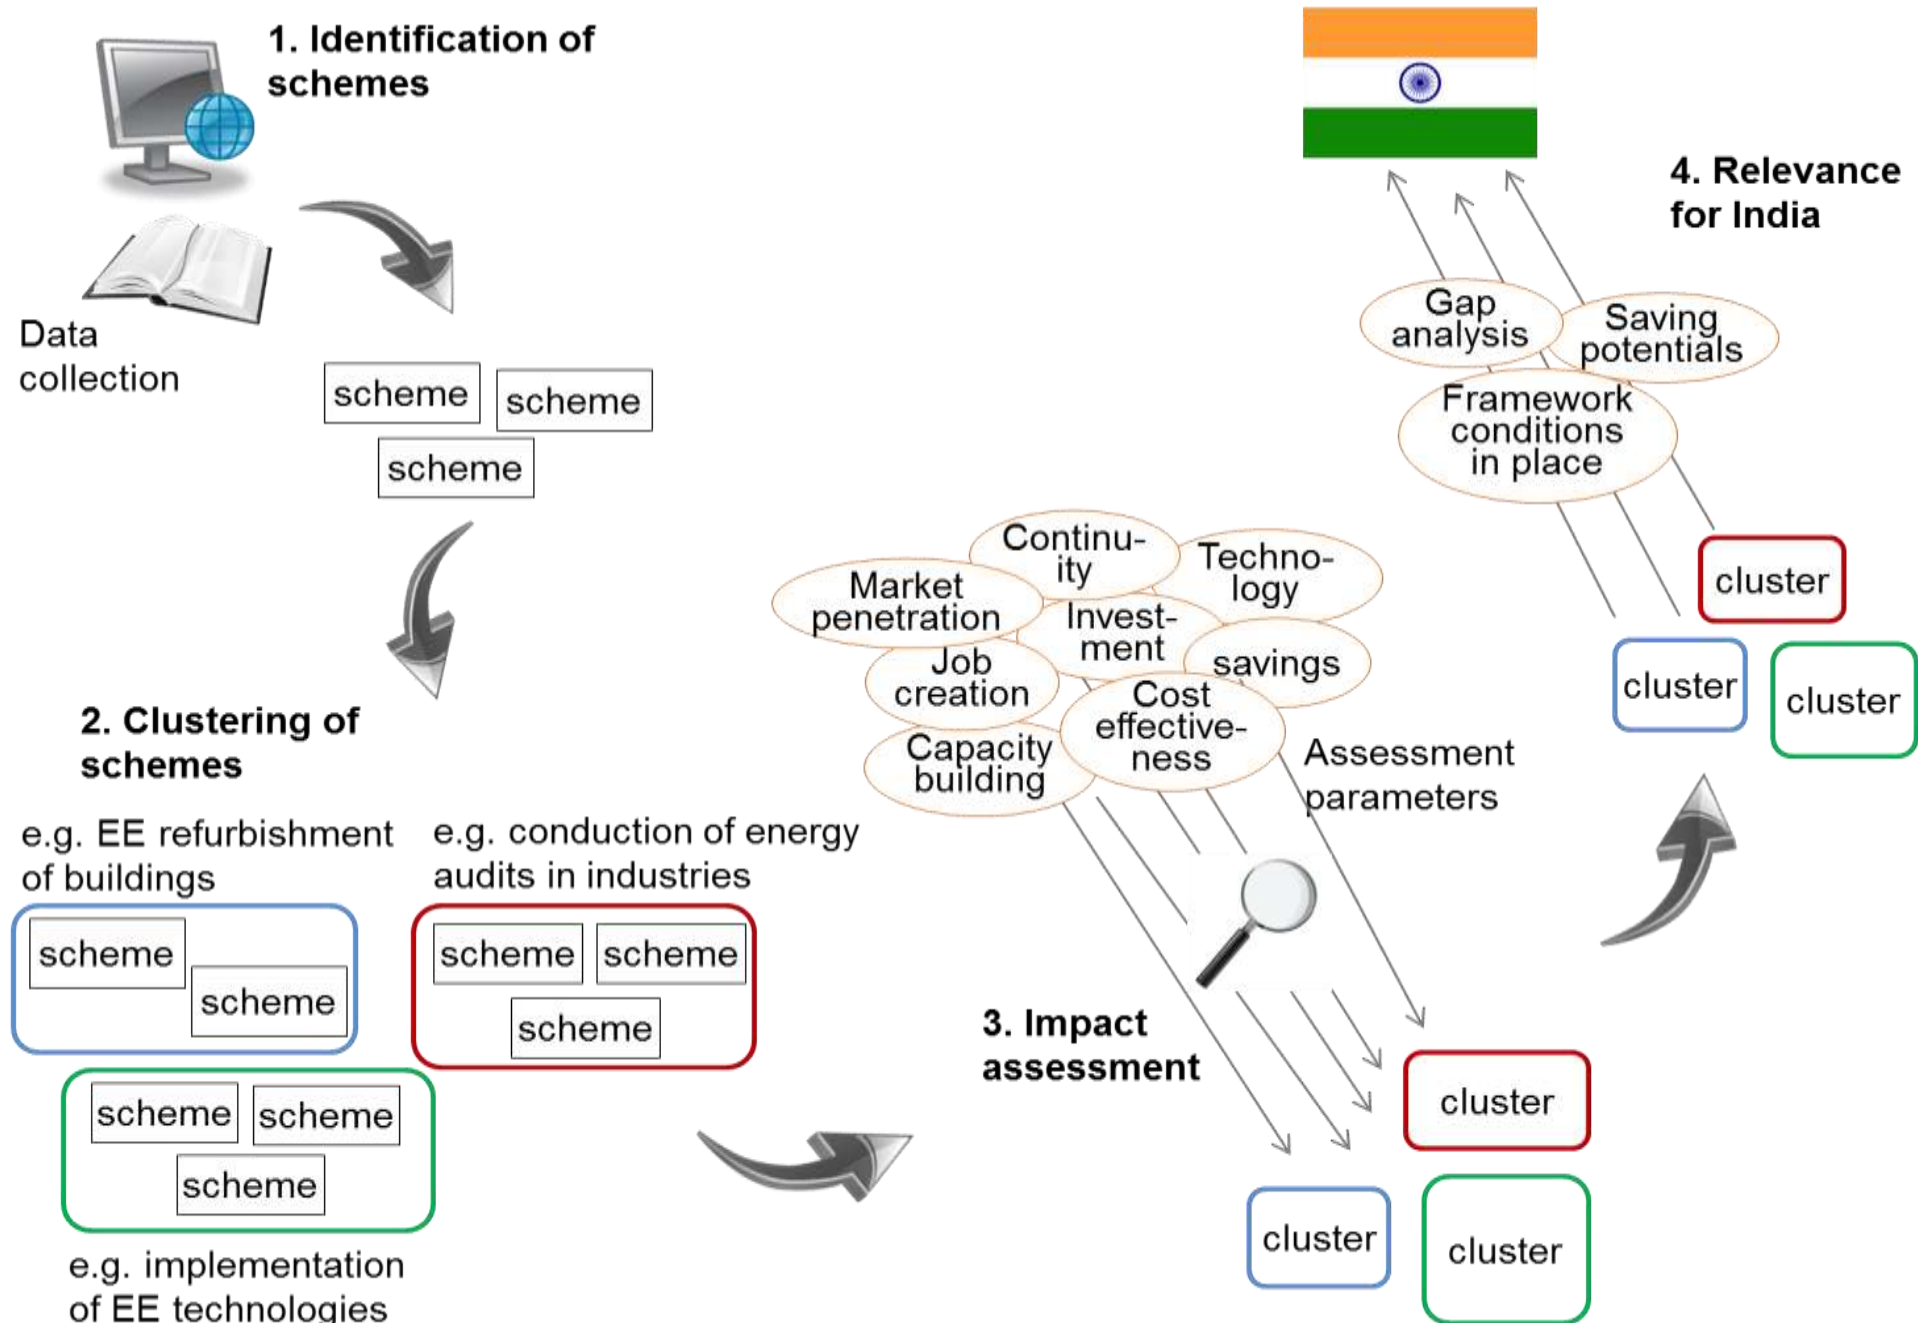 1. Identification of
schemes
Data
collection
scheme
scheme
scheme
2. Clustering of
schemes
e.g. EE refurbishment
of buildings
scheme
scheme
e.g. conduction of energy
audits in industries
scheme
scheme
scheme
scheme
scheme
scheme
e.g. implementation
of EE technologies
3. Impact
assessment
Continu-
ity
Techno-
logy
Market
penetration
Invest-
ment
savings
Job
creation
Cost
effective-
ness
Capacity
building
Assessment
parameters
cluster
cluster
cluster
4. Relevance
for India
Gap
analysis
Saving
potentials
Framework
conditions
in place
cluster
cluster
cluster